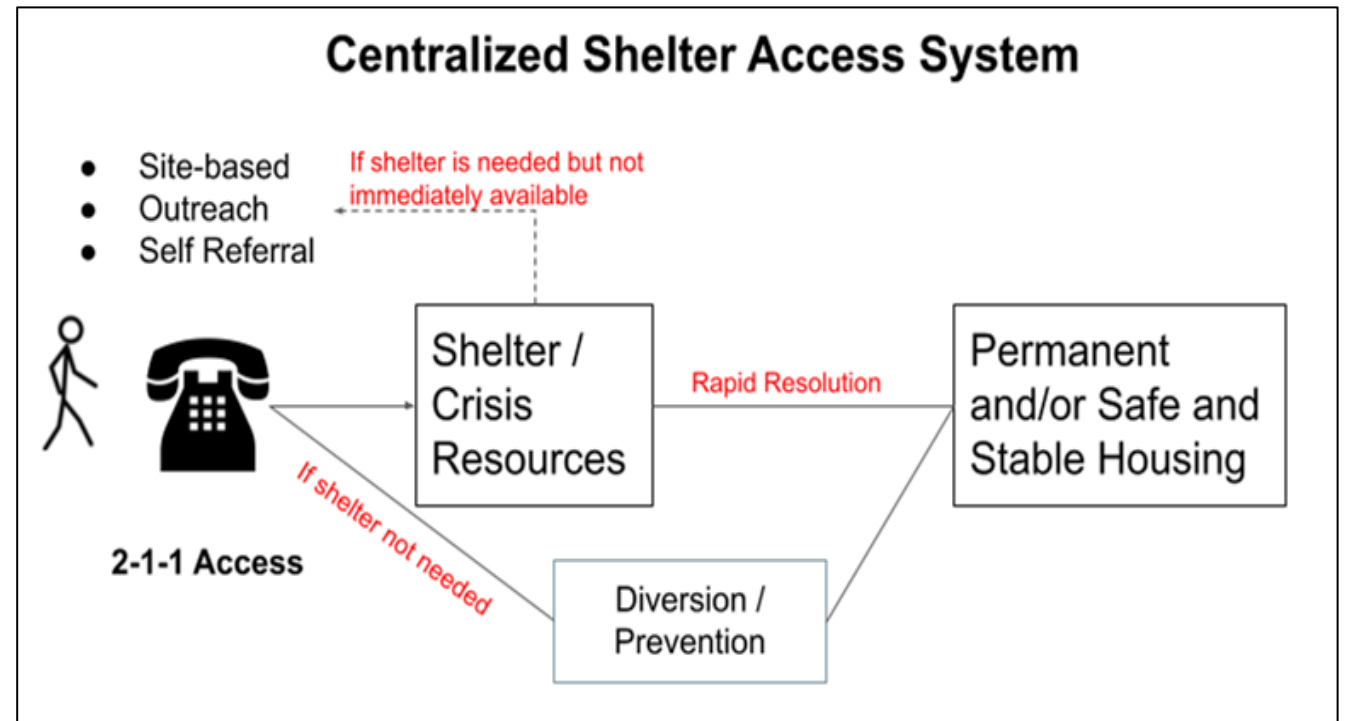 Centralized Shelter Access System
● Site-based
● Outreach
● Self Referral
If shelter is needed but not
immediately available
Shelter /
Crisis
Resources
Rapid Resolution
Permanent
and/or Safe and
Stable Housing
If shelter not needed
2-1-1 Access
Diversion /
Prevention